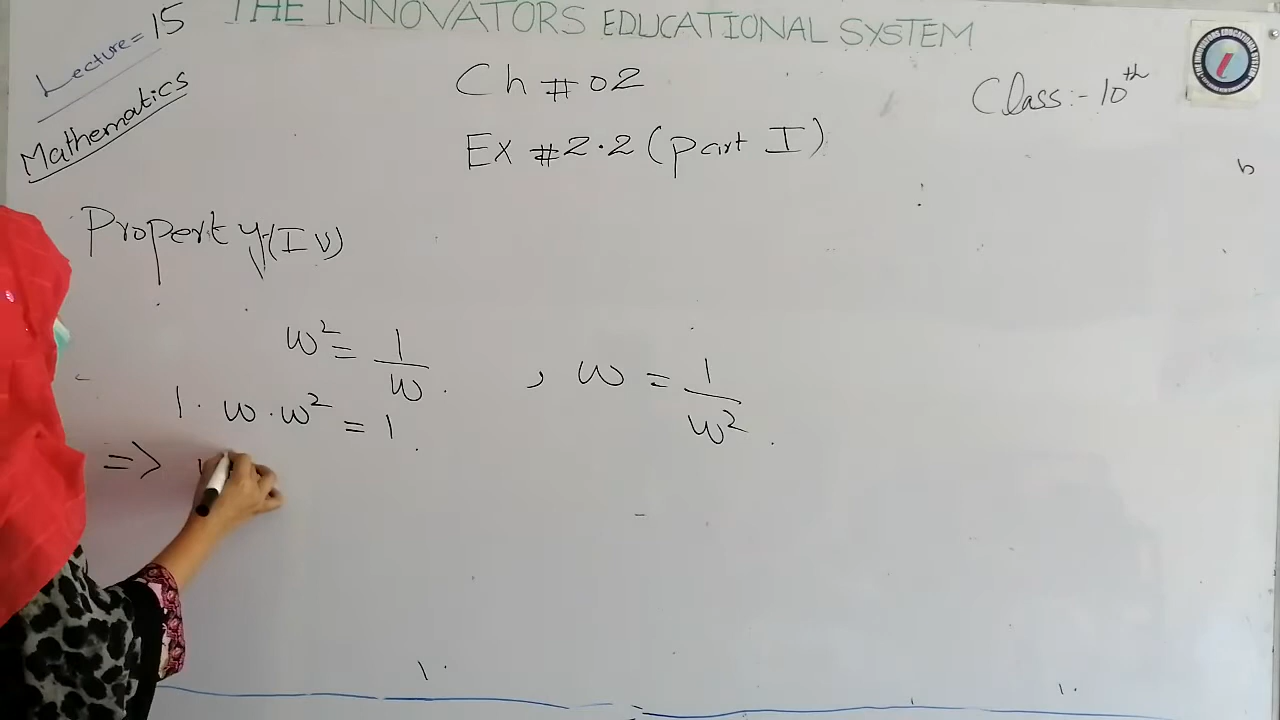 THE INNOVATORS EDUCATIONAL SYSTEM
Lecture = 15
Mathematics
Ch # 02
Class:- 10th
Ex # 2.2 (part I)
b
Property (IV)
ω² = 1/ω , ω = 1/ω²
1 · ω · ω² = 1
⇒